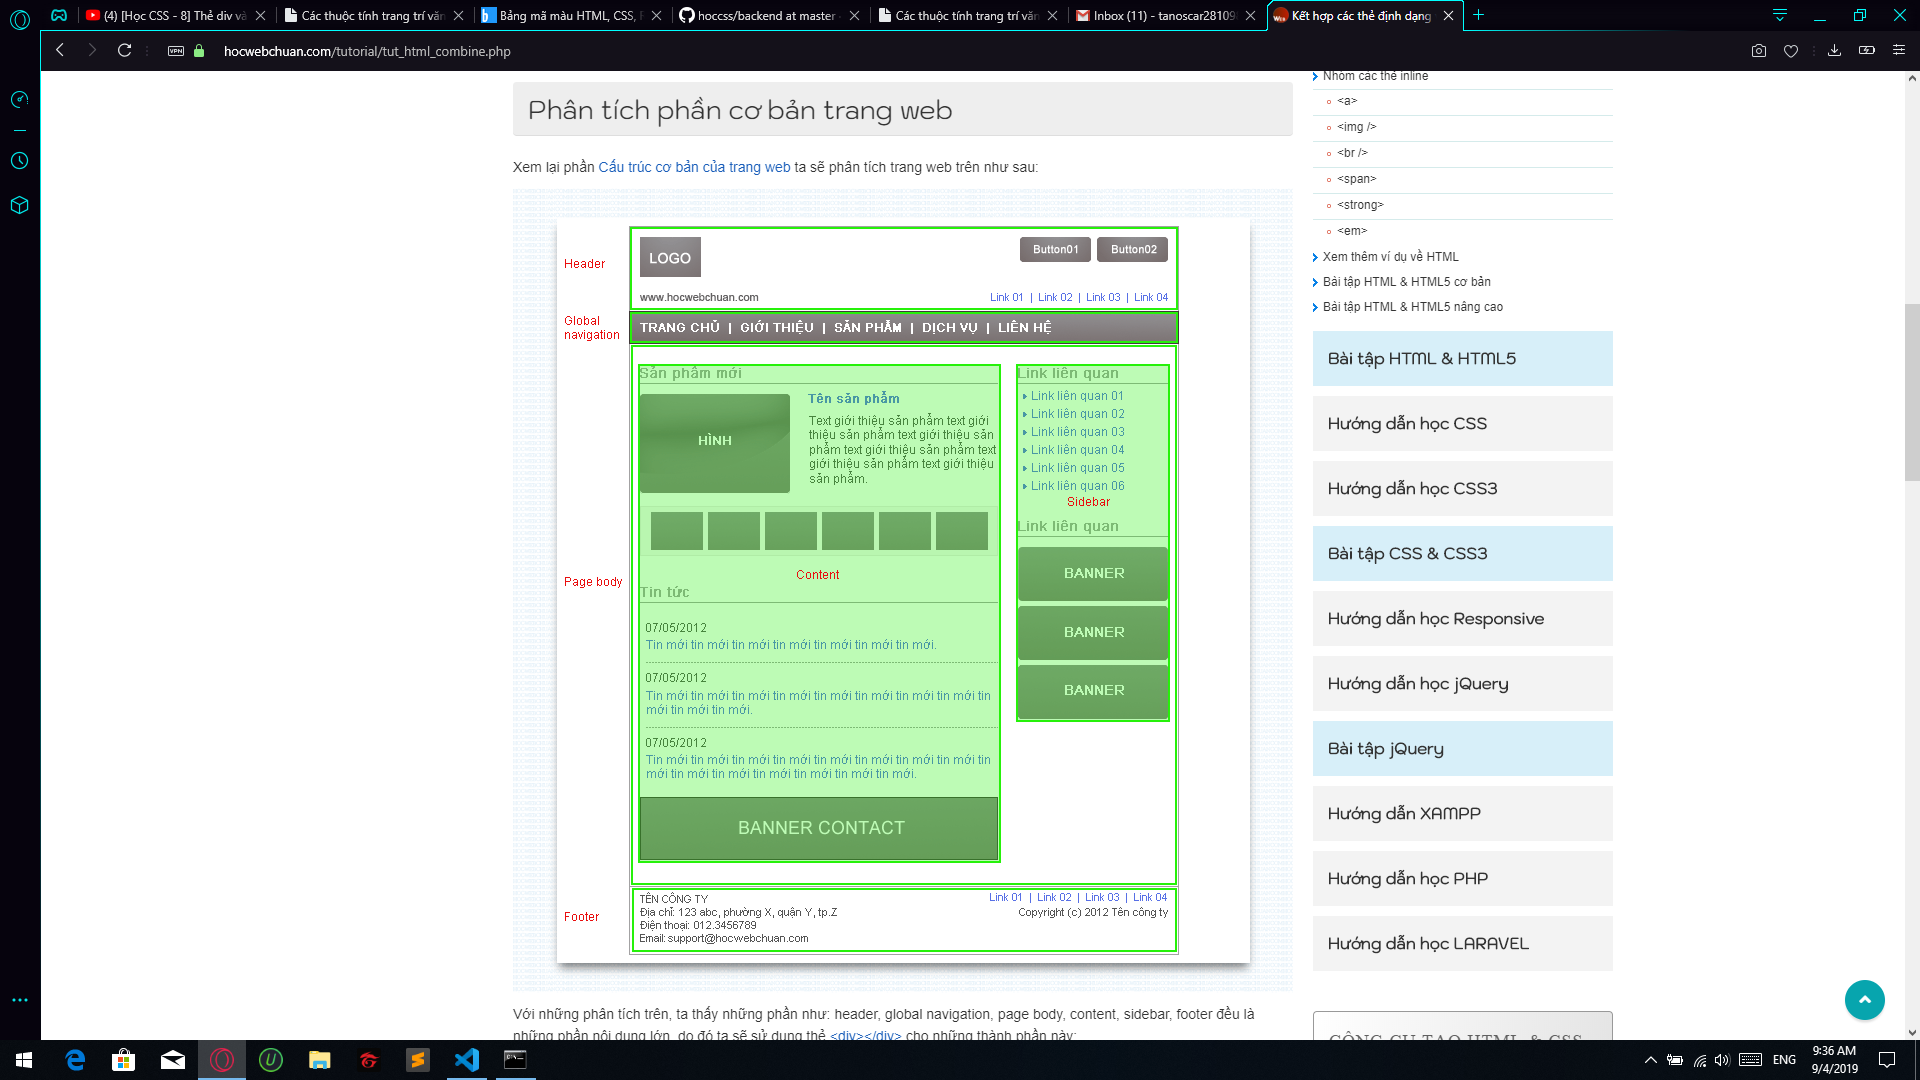 (4) [Học CSS - 8] Thẻ div và
Các thuộc tính trang trí văn
Bảng mã màu HTML, CSS, F
hoccss/backend at master
Các thuộc tính trang trí văn
Inbox (11) - tanoscar28109
Kết hợp các thẻ định dạng
VPN
hocwebchuan.com/tutorial/tut_html_combine.php
Phân tích phần cơ bản trang web
Xem lại phần Cấu trúc cơ bản của trang web ta sẽ phân tích trang web trên như sau:
Header
LOGO
Button01
Button02
www.hocwebchuan.com
Link 01 | Link 02 | Link 03 | Link 04
Global
navigation
TRANG CHỦ | GIỚI THIỆU | SẢN PHẨM | DỊCH VỤ | LIÊN HỆ
Page body
Sản phẩm mới
HÌNH
Tên sản phẩm
Text giới thiệu sản phẩm text giới
thiệu sản phẩm text giới thiệu sản
phẩm text giới thiệu sản phẩm text
giới thiệu sản phẩm text giới thiệu
sản phẩm.
Content
Tin tức
07/05/2012
Tin mới tin mới tin mới tin mới tin mới tin mới tin mới.
07/05/2012
Tin mới tin mới tin mới tin mới tin mới tin mới tin mới tin mới tin
mới tin mới tin mới.
07/05/2012
Tin mới tin mới tin mới tin mới tin mới tin mới tin mới tin mới tin
mới tin mới tin mới tin mới tin mới tin mới tin mới.
BANNER CONTACT
Link liên quan
Link liên quan 01
Link liên quan 02
Link liên quan 03
Link liên quan 04
Link liên quan 05
Link liên quan 06
Sidebar
Link liên quan
BANNER
BANNER
BANNER
Footer
TÊN CÔNG TY
Địa chỉ: 123 abc, phường X, quận Y, tp.Z
Điện thoại: 012.3456789
Email: support@hocwebchuan.com
Link 01 | Link 02 | Link 03 | Link 04
Copyright (c) 2012 Tên công ty
Với những phân tích trên, ta thấy những phần như: header, global navigation, page body, content, sidebar, footer đều là
những phần nội dung lớn, do đó ta sẽ sử dụng thẻ <div></div> cho những thành phần này:
Nhóm các thẻ inline
<a>
<img />
<br />
<span>
<strong>
<em>
Xem thêm ví dụ về HTML
Bài tập HTML & HTML5 cơ bản
Bài tập HTML & HTML5 nâng cao
Bài tập HTML & HTML5
Hướng dẫn học CSS
Hướng dẫn học CSS3
Bài tập CSS & CSS3
Hướng dẫn học Responsive
Hướng dẫn học jQuery
Bài tập jQuery
Hướng dẫn XAMPP
Hướng dẫn học PHP
Hướng dẫn học LARAVEL
CÔNG CỤ TẠO HTML & CSS
ENG
9:36 AM
9/4/2019